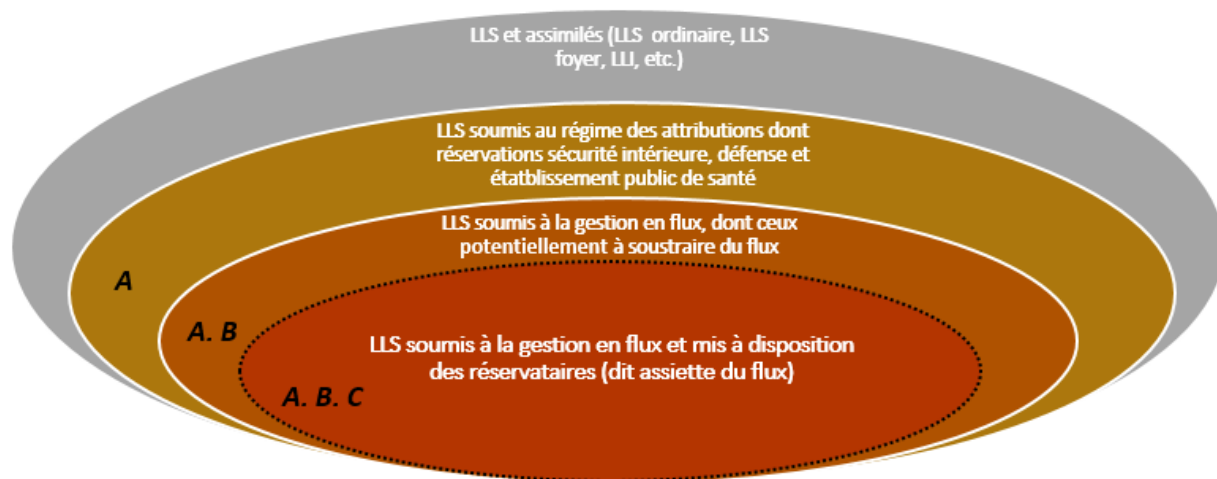 LLS et assimilés (LLS ordinaire, LLS
foyer, LLI, etc.)
LLS soumis au régime des attributions dont
réservations sécurité intérieure, défense et
étatblissement public de santé
LLS soumis à la gestion en flux, dont ceux
potentiellement à soustraire du flux
A
A. B
LLS soumis à la gestion en flux et mis à disposition
des réservataires (dit assiette du flux)
A. B. C